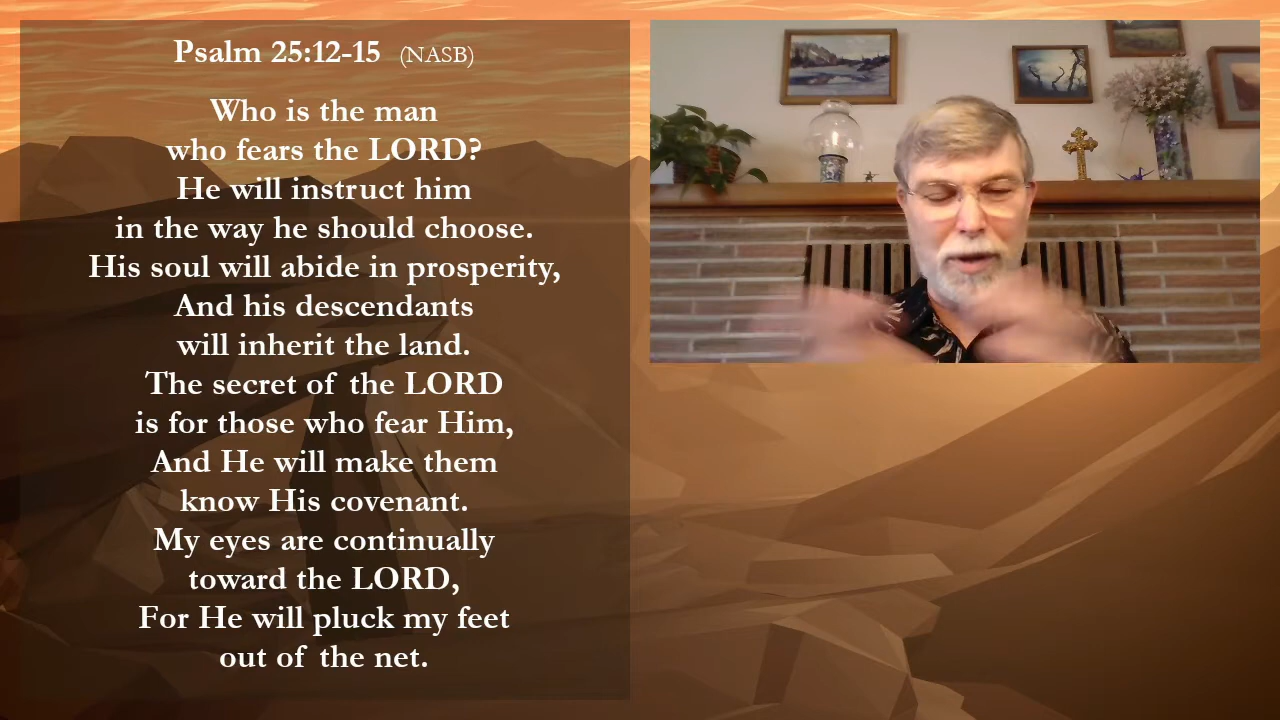 Psalm 25:12-15 (NASB)
Who is the man
who fears the LORD?
He will instruct him
in the way he should choose.
His soul will abide in prosperity,
And his descendants
will inherit the land.
The secret of the LORD
is for those who fear Him,
And He will make them
know His covenant.
My eyes are continually
toward the LORD,
For He will pluck my feet
out of the net.